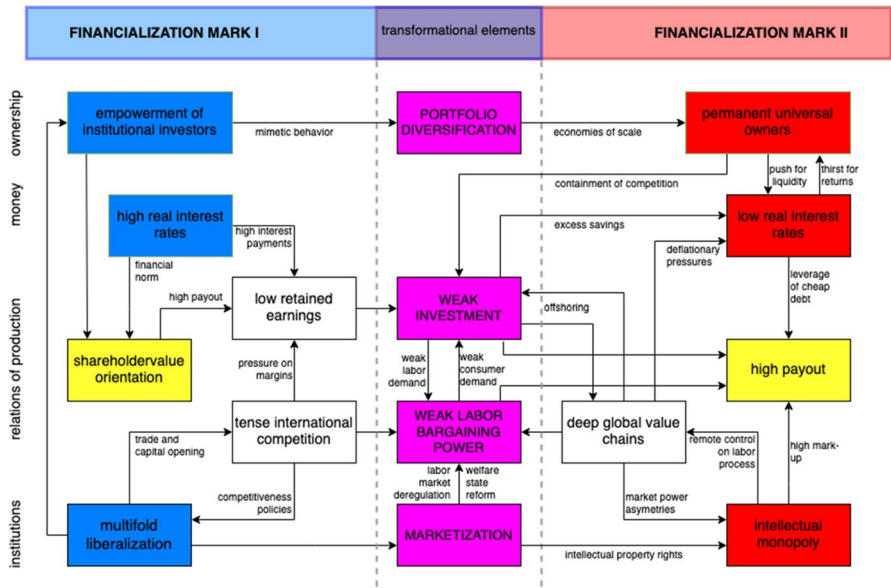 FINANCIALIZATION MARK I
transformational elements
FINANCIALIZATION MARK II
ownership
empowerment of
institutional investors
mimetic behavior
PORTFOLIO
DIVERSIFICATION
economies of scale
permanent universal
owners
containment of competition
push for
liquidity
thirst for
returns
money
high real interest
rates
high interest
payments
excess savings
low real interest
rates
financial
norm
deflationary
pressures
leverage
of cheap
debt
relations of production
high payout
low retained
earnings
WEAK
INVESTMENT
offshoring
shareholdervalue
orientation
pressure on
margins
weak
labor
demand
weak
consumer
demand
high payout
tense international
competition
WEAK LABOR
BARGAINING
POWER
deep global value
chains
trade and
capital opening
remote control
on labor
process
high mark-
up
competitiveness
policies
labor
market
deregulation
welfare
state
reform
market power
asymetries
institutions
multifold
liberalization
MARKETIZATION
intellectual property rights
intellectual
monopoly